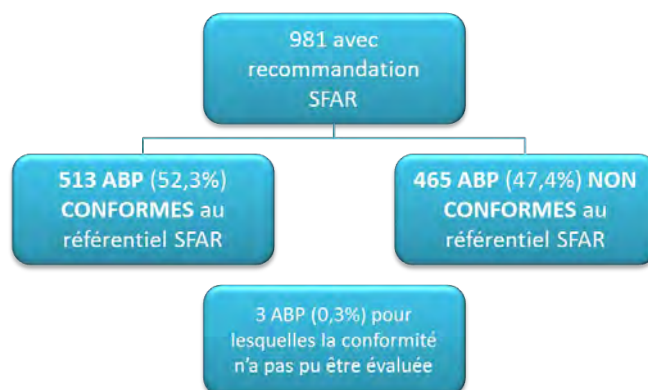 981 avec
recommandation
SFAR
513 ABP (52,3%)
CONFORMES au
référentiel SFAR
465 ABP (47,4%) NON
CONFORMES au
référentiel SFAR
3 ABP (0,3%) pour
lesquelles la conformité
n'a pas pu être évaluée